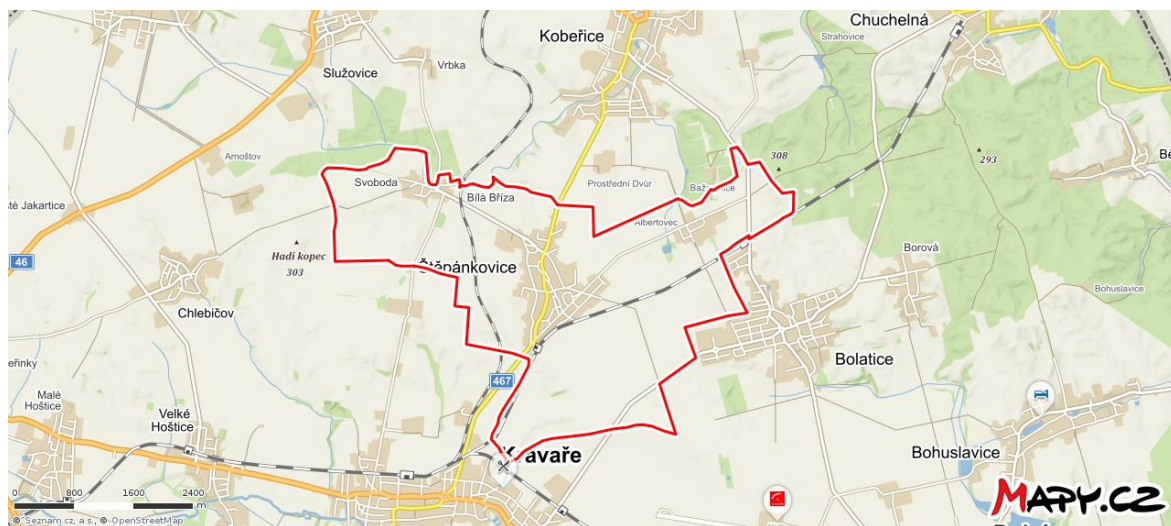 Chuchelná
Kobeřice
Strahovice
Vrbka
Služovice
Arnoštov
308
293
Bě
Svoboda
Prostřední Dvůr
Bílá Bříza
Albertovec
Borová
Hadí kopec
303
46
Štěpánkovice
Bohuslavice
Chlebičov
Bolatice
467
Malé
Hoštice
Velké
Hoštice
Kravaře
Bohuslavice
0 800 1600 2400 m
MAPY.CZ
© Seznam.cz, a.s., © OpenStreetMap